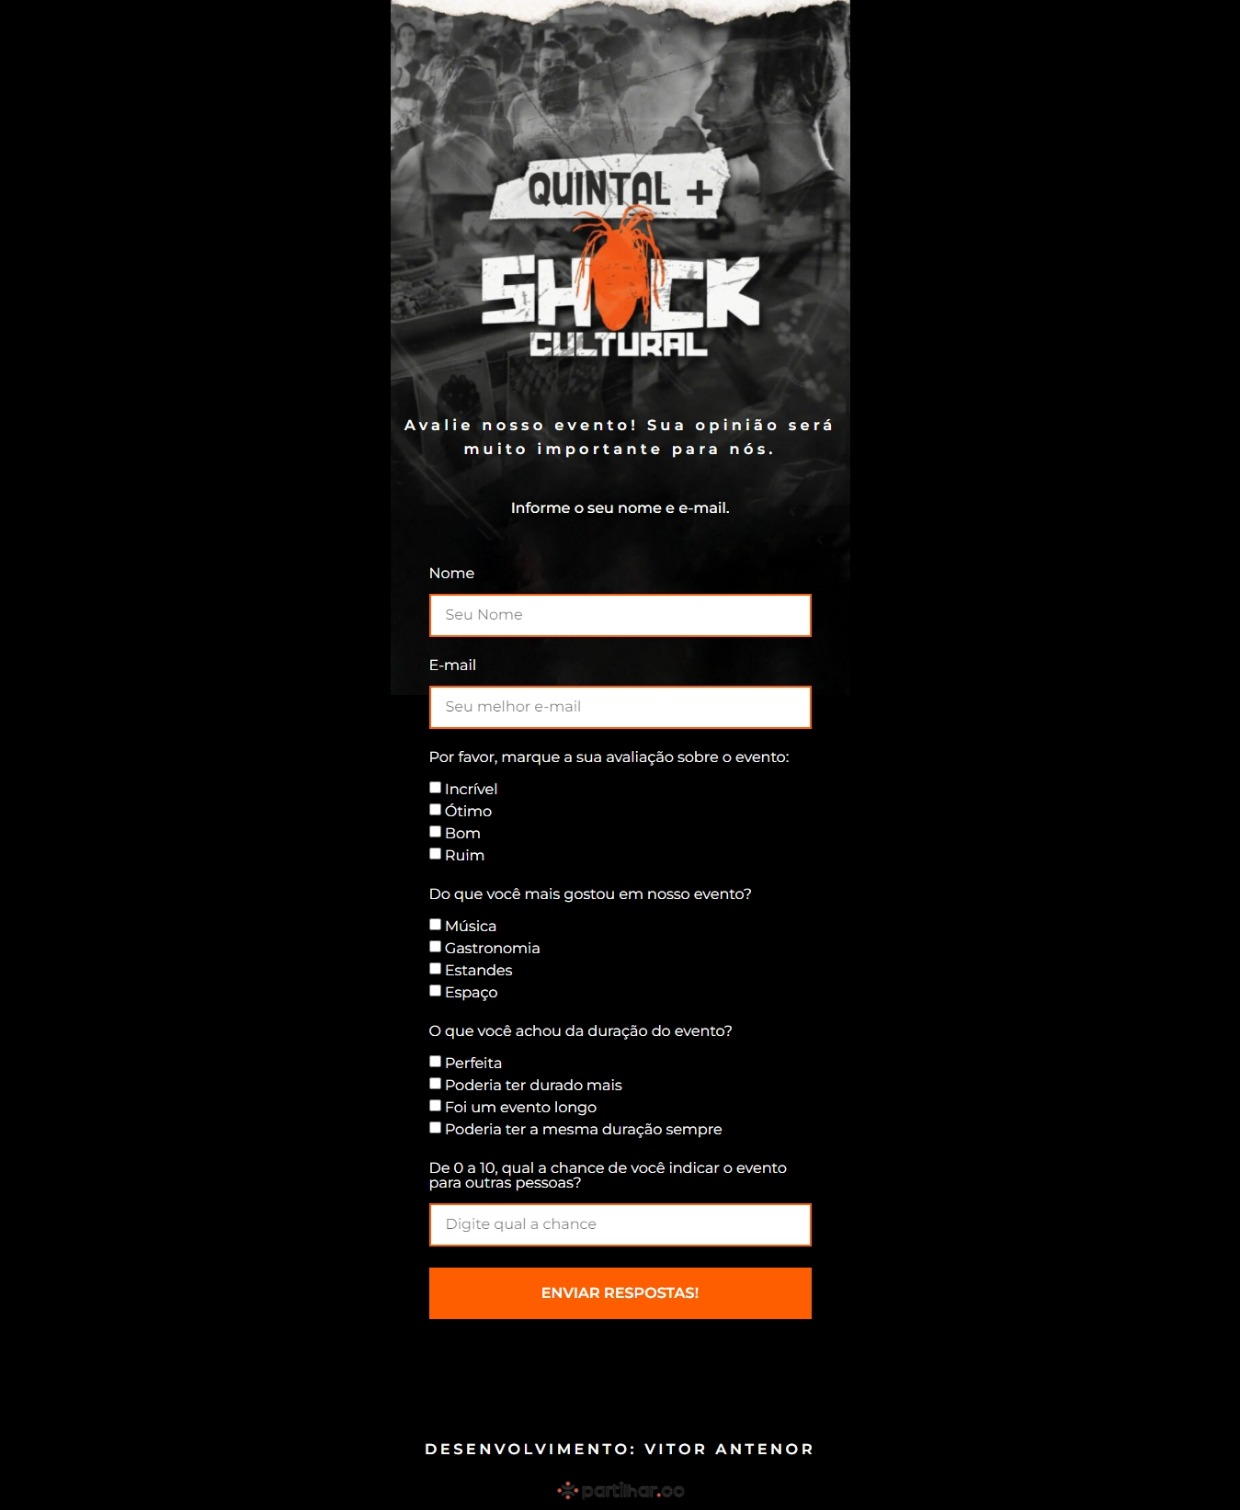 QUINTAL +
SHOCK
CULTURAL
Avalie nosso evento! Sua opinião será
muito importante para nós.
Informe o seu nome e e-mail.
Nome
Seu Nome
E-mail
Seu melhor e-mail
Por favor, marque a sua avaliação sobre o evento:
Incrível
Ótimo
Bom
Ruim
Do que você mais gostou em nosso evento?
Música
Gastronomia
Estandes
Espaço
O que você achou da duração do evento?
Perfeita
Poderia ter durado mais
Foi um evento longo
Poderia ter a mesma duração sempre
De 0 a 10, qual a chance de você indicar o evento
para outras pessoas?
Digite qual a chance
ENVIAR RESPOSTAS!
DESENVOLVIMENTO: VITOR ANTENOR
partilhar.co